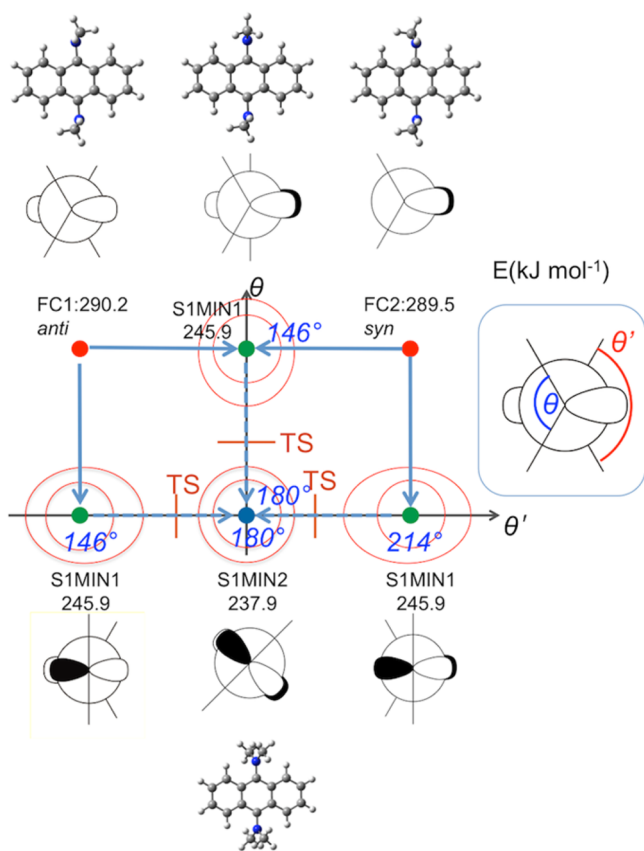 E(kJ mol⁻¹)
FC1:290.2
anti
S1MIN1
245.9
θ
146°
FC2:289.5
syn
θ'
θ
TS
TS
TS
180°
146°
180°
214°
θ'
S1MIN1
245.9
S1MIN2
237.9
S1MIN1
245.9